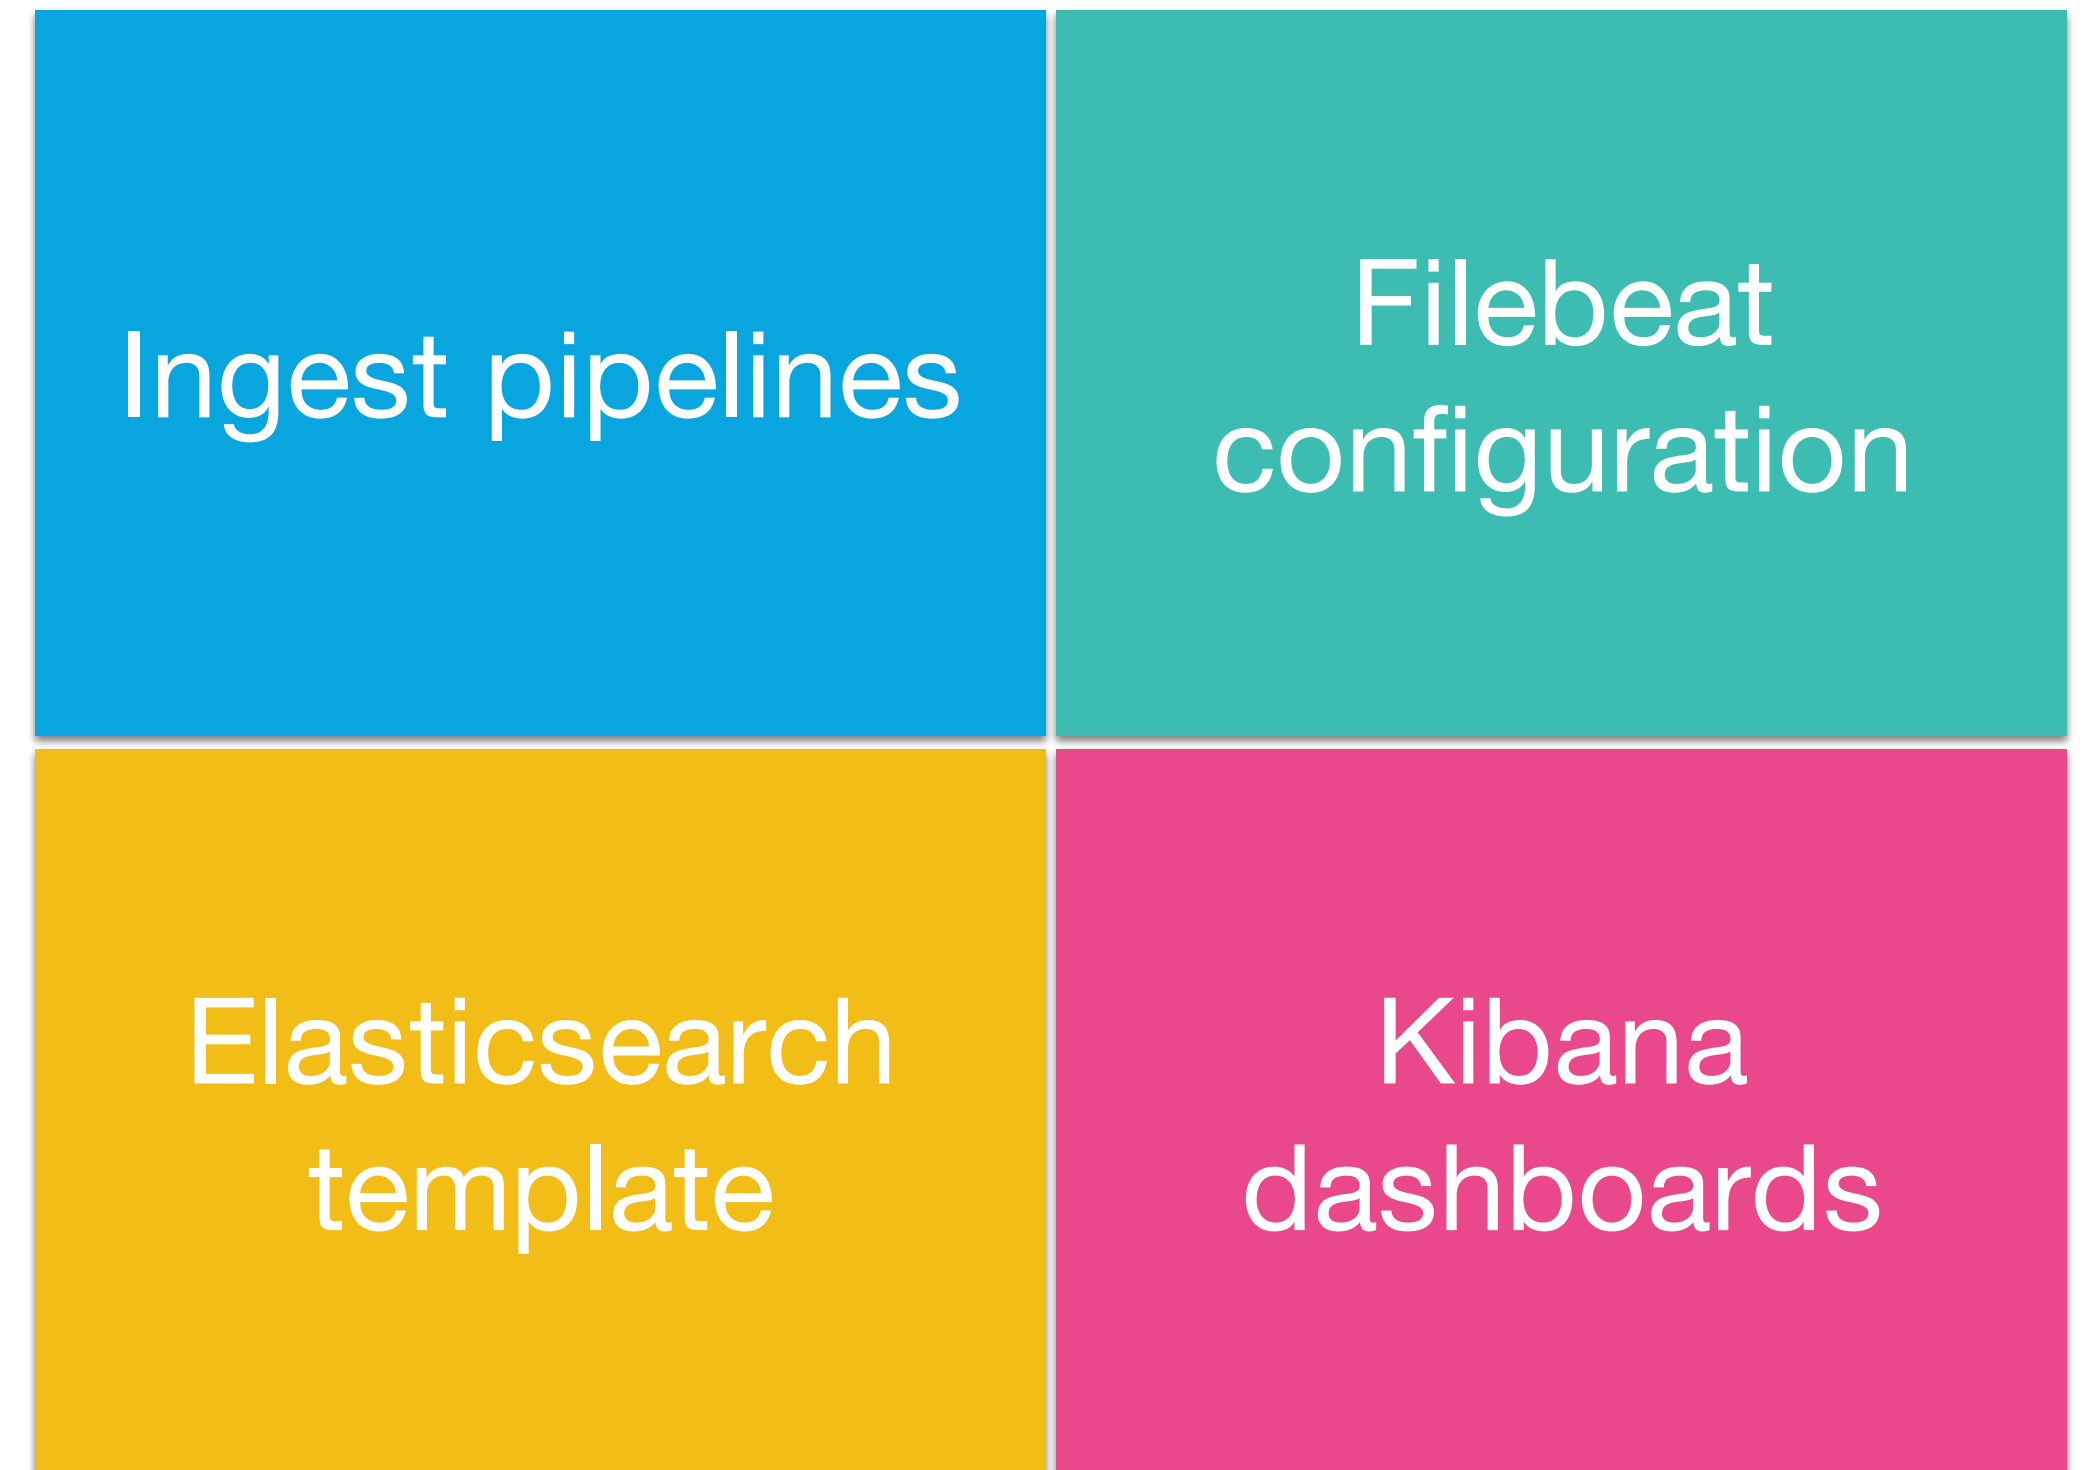 Ingest pipelines
Filebeat
configuration
Elasticsearch
template
Kibana
dashboards